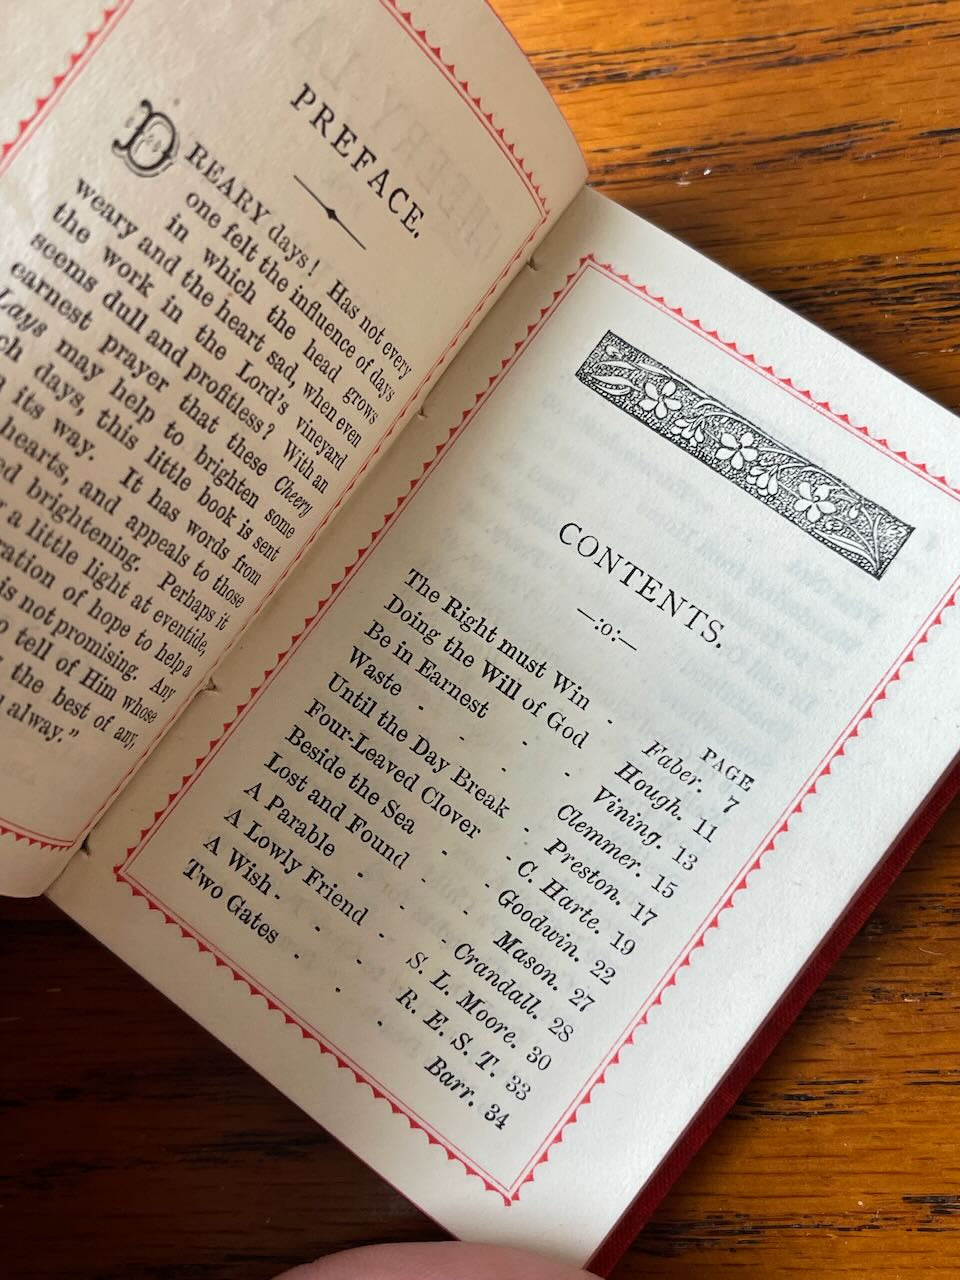 PREFACE.
DREARY days! Has not every
one felt the influence of days
in which the head grows
weary and the heart sad, when even
the work in the Lord's vineyard
seems dull and profitless? With an
earnest prayer that these Cheery
Lays may help to brighten some
days, this little book is sent
its way. It has words from
hearts, and appeals to those
brightening. Perhaps it
a little light at eventide,
of hope to help a
is not promising. Any
tell of Him whose
the best of any,
alway."
CONTENTS.
—:o:—
PAGE
The Right must Win - Faber. 7
Doing the Will of God - Hough. 11
Be in Earnest - - - Vining. 13
Waste - - - - Clemmer. 15
Until the Day Break - Preston. 17
Four-Leaved Clover - C. Harte. 19
Beside the Sea - - Goodwin. 22
Lost and Found - - Mason. 27
A Parable - - - Crandall. 28
A Lowly Friend - S. L. Moore. 30
A Wish - - - R. E. S. T. 33
Two Gates - - - Barr. 34